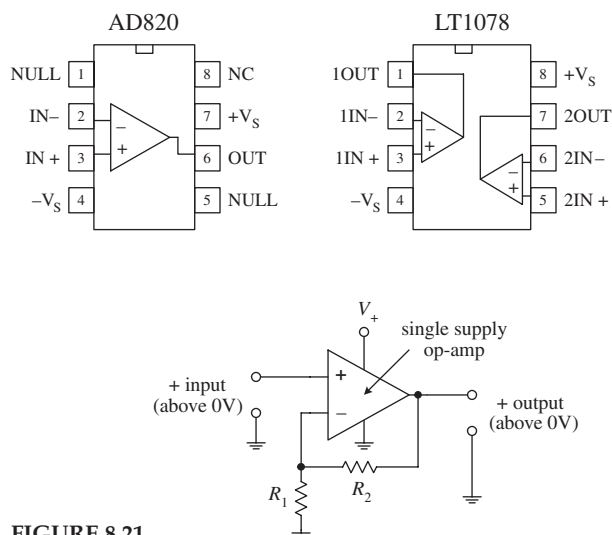 AD820
NULL 1 8 NC
IN– 2 7 +VS
IN + 3 6 OUT
–VS 4 5 NULL
– +
LT1078
1OUT 1 8 +VS
1IN– 2 7 2OUT
1IN + 3 6 2IN–
–VS 4 5 2IN +
– +
– +
V+
single supply
op-amp
+ input
(above 0V)
+
–
+ output
(above 0V)
R1
R2
FIGURE 8.21